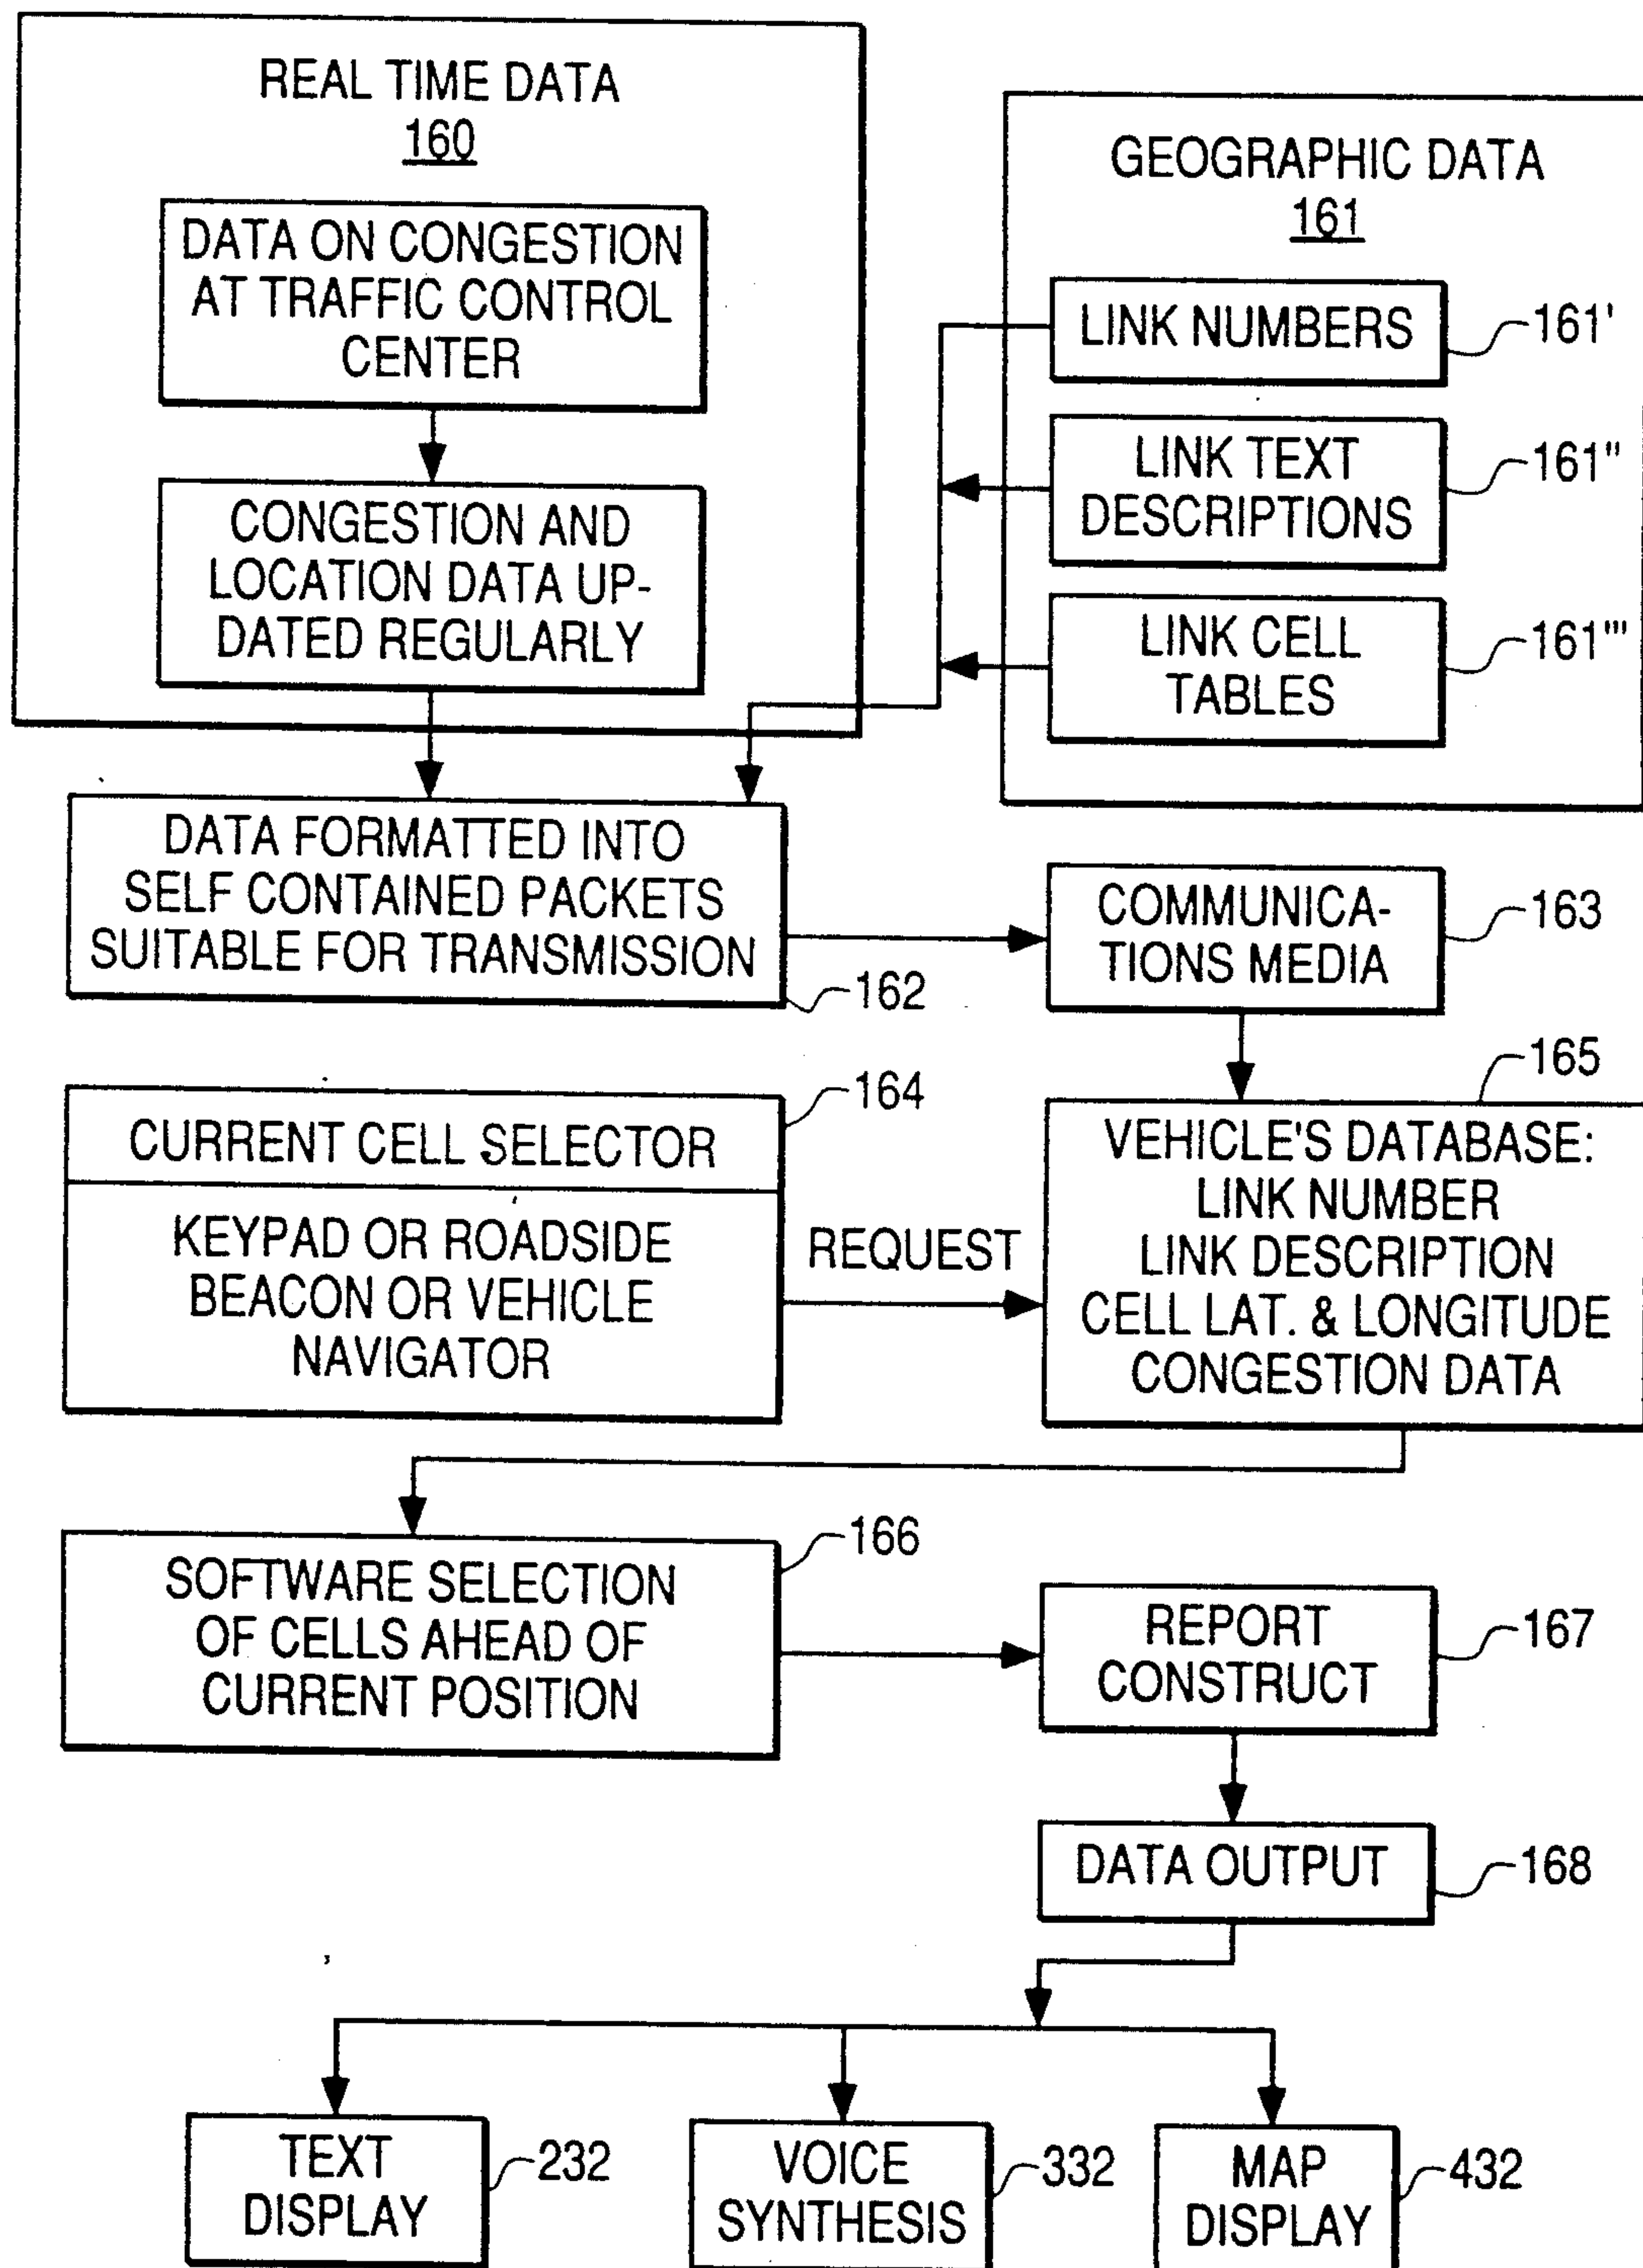 REAL TIME DATA
160
DATA ON CONGESTION
AT TRAFFIC CONTROL
CENTER
CONGESTION AND
LOCATION DATA UP-
DATED REGULARLY
GEOGRAPHIC DATA
161
LINK NUMBERS
161'
LINK TEXT
DESCRIPTIONS
161"
LINK CELL
TABLES
161'''
DATA FORMATTED INTO
SELF CONTAINED PACKETS
SUITABLE FOR TRANSMISSION
162
COMMUNICA-
TIONS MEDIA
163
164
CURRENT CELL SELECTOR
KEYPAD OR ROADSIDE
BEACON OR VEHICLE
NAVIGATOR
REQUEST
165
VEHICLE'S DATABASE:
LINK NUMBER
LINK DESCRIPTION
CELL LAT. & LONGITUDE
CONGESTION DATA
166
SOFTWARE SELECTION
OF CELLS AHEAD OF
CURRENT POSITION
REPORT
CONSTRUCT
167
DATA OUTPUT
168
TEXT
DISPLAY
232
VOICE
SYNTHESIS
332
MAP
DISPLAY
432